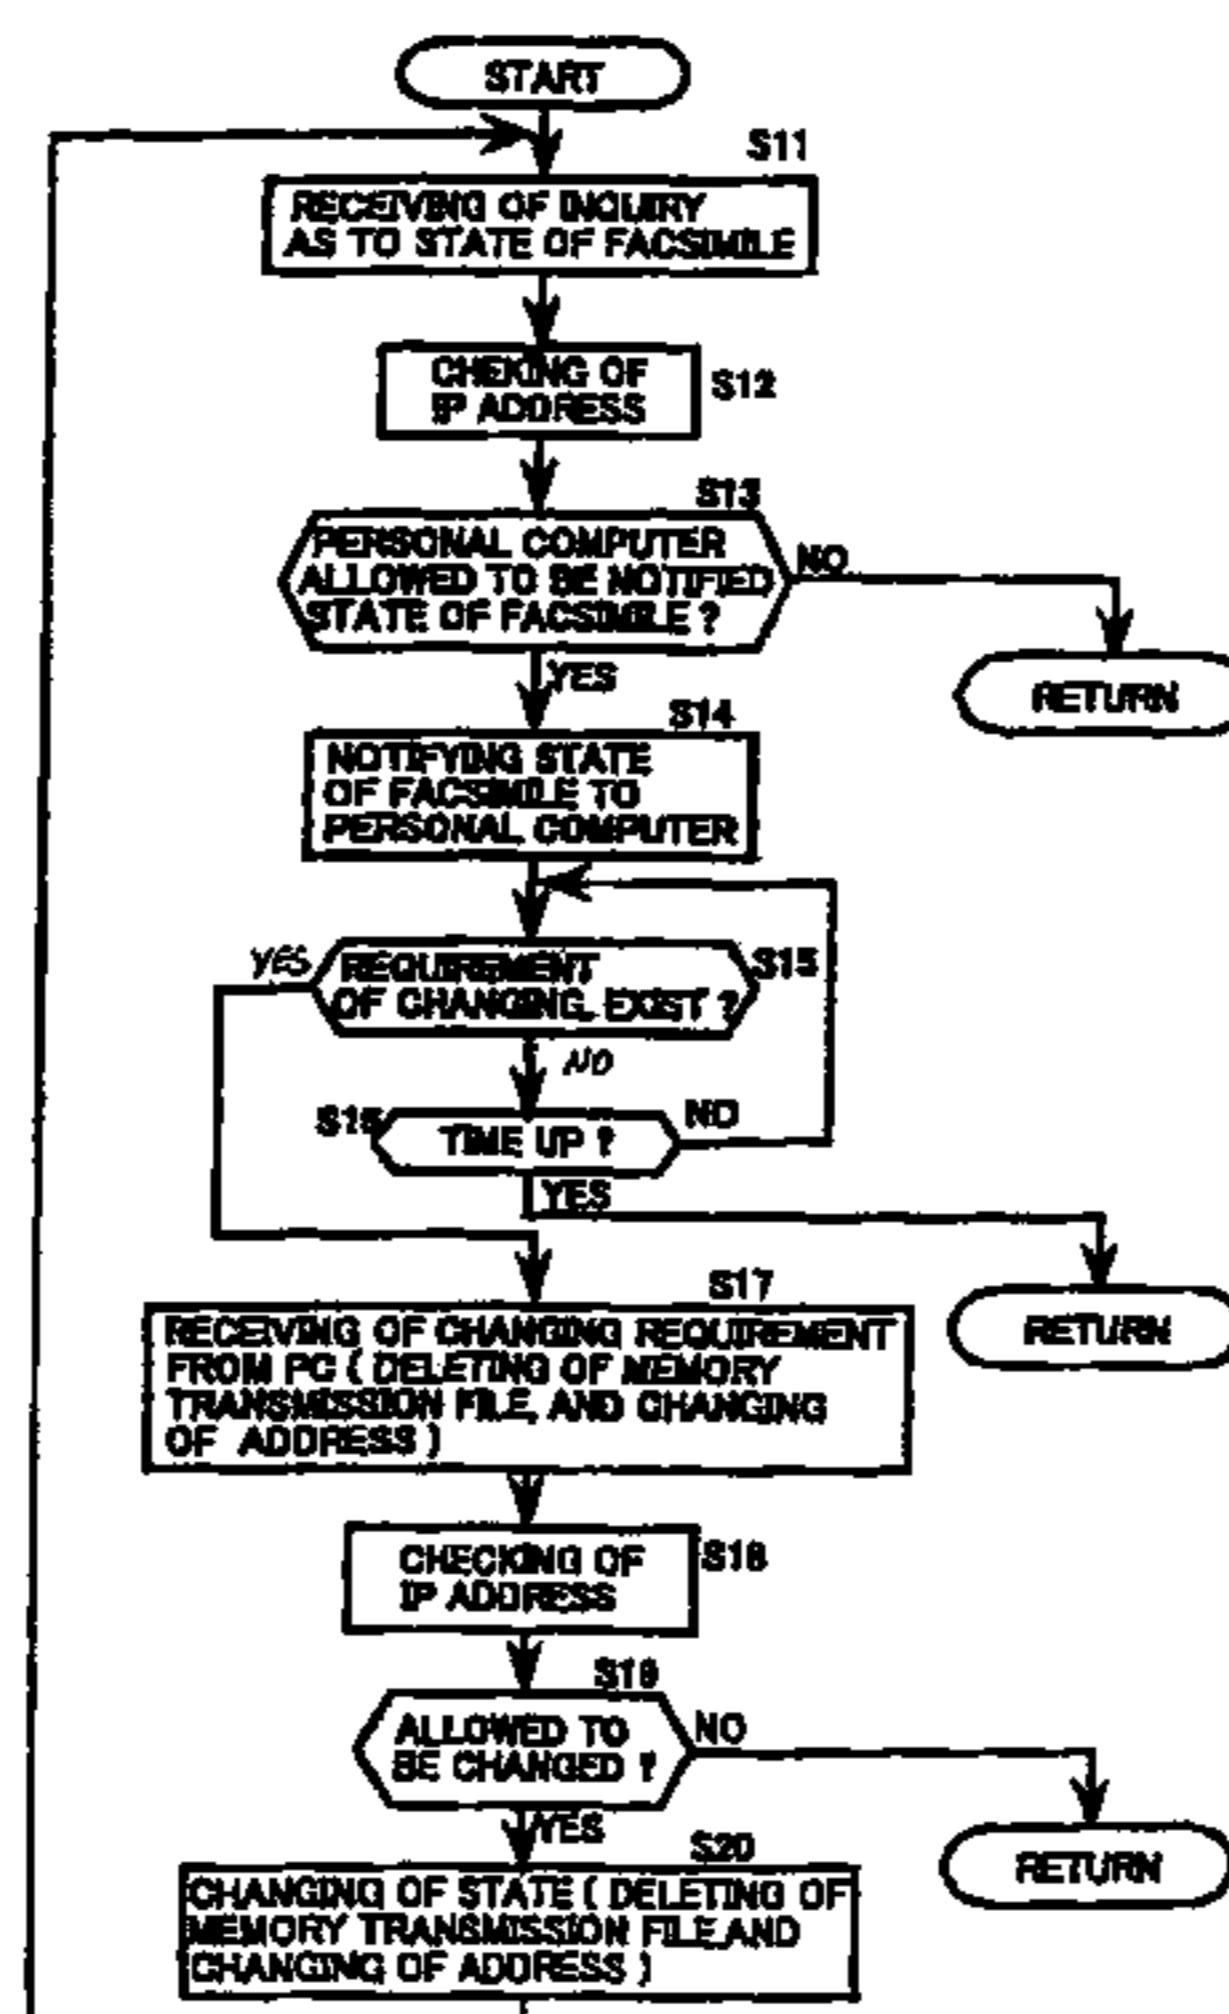 START
S11
RECEIVING OF INQUIRY
AS TO STATE OF FACSIMILE
CHEKING OF
IP ADDRESS
S12
S13
PERSONAL COMPUTER
ALLOWED TO BE NOTIFIED
STATE OF FACSIMILE ?
NO
YES
RETURN
S14
NOTIFYING STATE
OF FACSIMILE TO
PERSONAL COMPUTER
YES
REQUIREMENT
OF CHANGING, EXIST ?
S15
NO
S16
TIME UP ?
NO
YES
S17
RETURN
RECEIVING OF CHANGING REQUIREMENT
FROM PC ( DELETING OF MEMORY
TRANSMISSION FILE, AND CHANGING
OF ADDRESS )
CHECKING OF
IP ADDRESS
S18
S19
ALLOWED TO
BE CHANGED ?
NO
YES
S20
RETURN
CHANGING OF STATE ( DELETING OF
MEMORY TRANSMISSION FILE, AND
CHANGING OF ADDRESS )